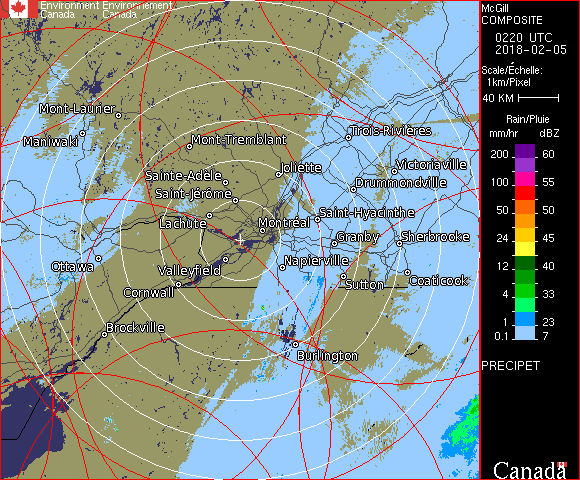 Environment Environnement
Canada Canada
Mont-Laurier
Maniwaki
Mont-Tremblant
Trois-Rivières
Sainte-Adèle
Joliette
Victoriaville
Saint-Jérôme
Drummondville
Lachute
Montréal
Saint-Hyacinthe
Granby
Sherbrooke
Ottawa
Valleyfield
Napierville
Cornwall
Sutton
Coaticook
Brockville
Burlington
McGill
COMPOSITE
0220 UTC
2018-02-05
Scale/Échelle:
1km/Pixel
40 KM
Rain/Pluie
mm/hr dBZ
200 60
100 55
50 50
24 45
12 40
4 33
1 23
0.1 7
PRECIPET
Canada